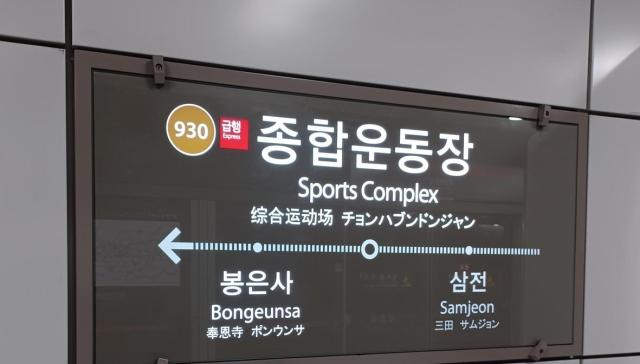 930 급행 종합운동장
Express
Sports Complex
综合运动场 チョンハブンドンジャン
봉은사 삼전
Bongeunsa Samjeon
奉恩寺 ボンウンサ 三田 サムジョン